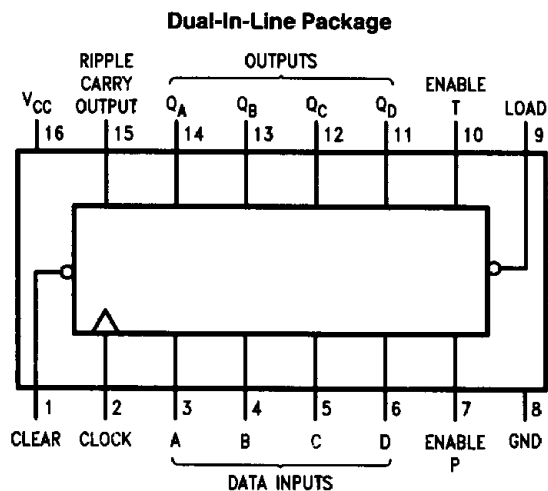 Dual-In-Line Package
RIPPLE
CARRY
OUTPUT
OUTPUTS
ENABLE
T
VCC
QA
QB
QC
QD
LOAD
16
15
14
13
12
11
10
9
1
2
3
4
5
6
7
8
CLEAR
CLOCK
A
B
C
D
ENABLE
P
GND
DATA INPUTS